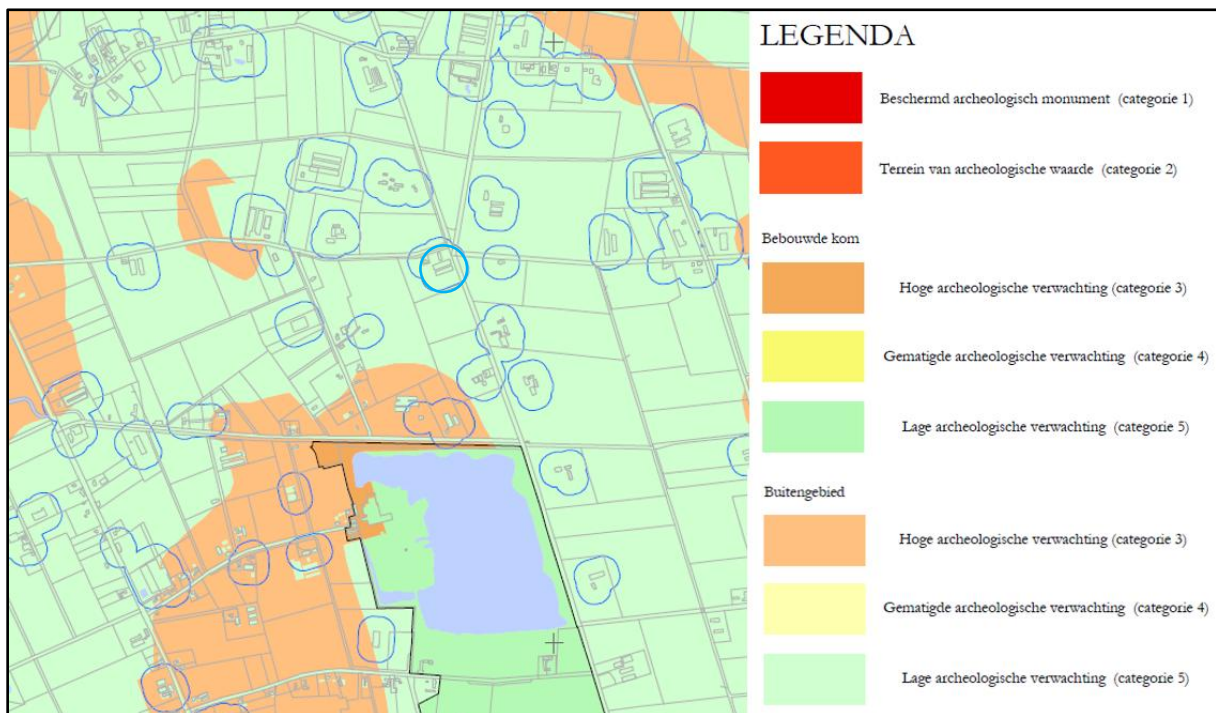 LEGENDA
Beschermd archeologisch monument (categorie 1)
Terrein van archeologische waarde (categorie 2)
Bebouwde kom
Hoge archeologische verwachting (categorie 3)
Gematigde archeologische verwachting (categorie 4)
Lage archeologische verwachting (categorie 5)
Buitengebied
Hoge archeologische verwachting (categorie 3)
Gematigde archeologische verwachting (categorie 4)
Lage archeologische verwachting (categorie 5)